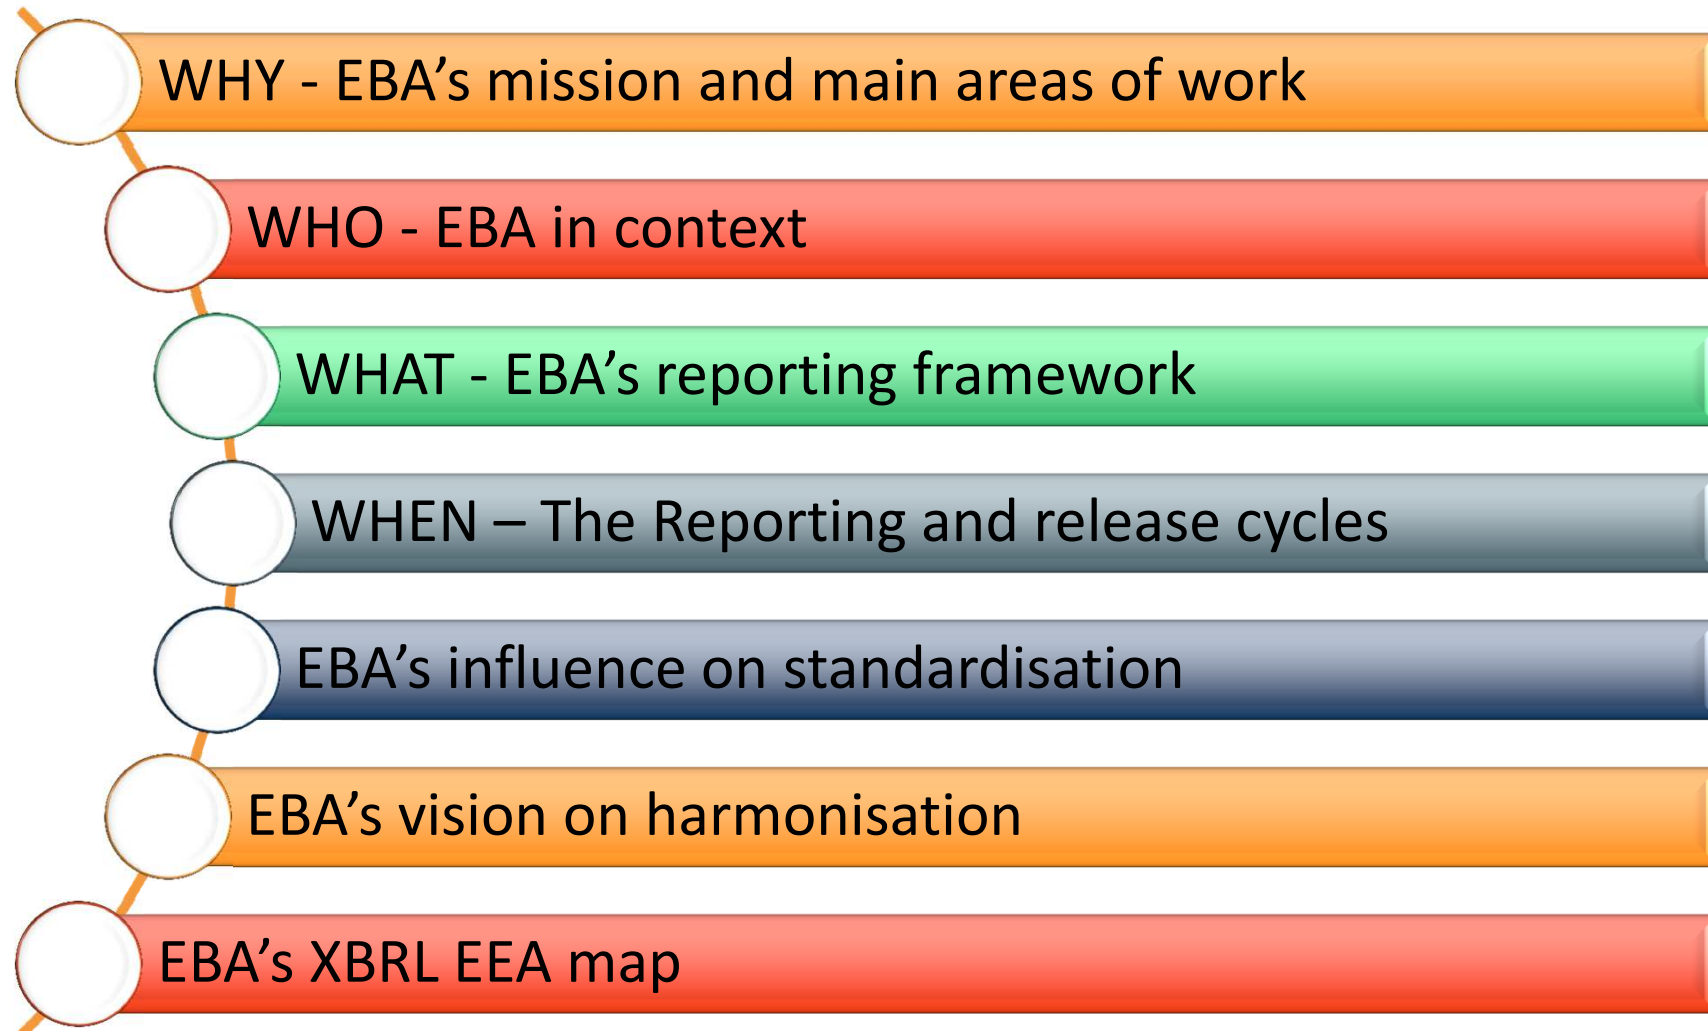 WHY - EBA’s mission and main areas of work
WHO - EBA in context
WHAT - EBA’s reporting framework
WHEN – The Reporting and release cycles
EBA’s influence on standardisation
EBA’s vision on harmonisation
EBA’s XBRL EEA map